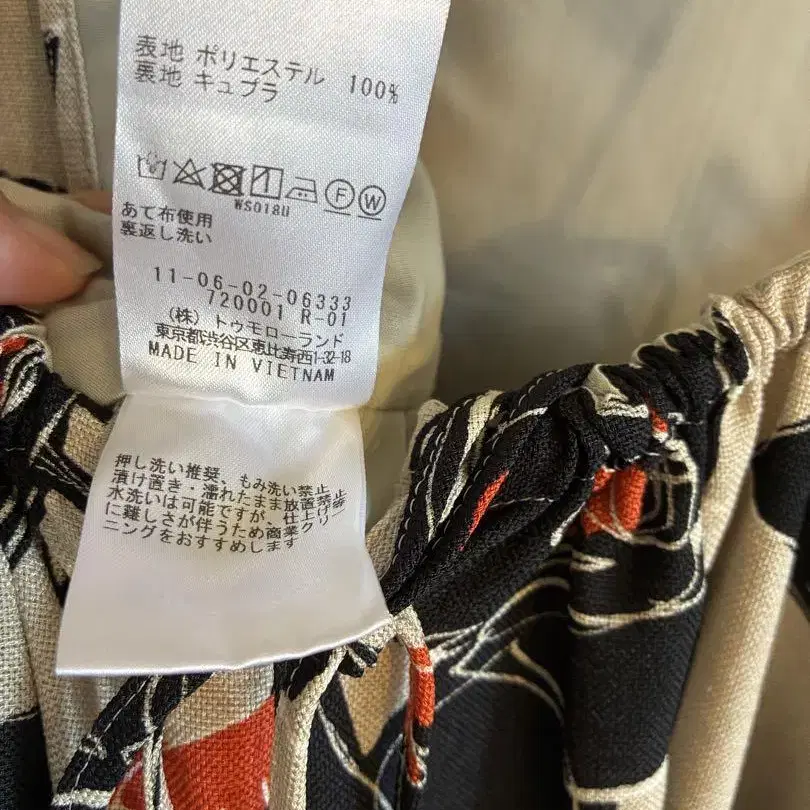 表地 ポリエステル 100%
裏地 キュプラ
F W
WS018U
あて布使用
裏返し洗い
11-06-02-06333
720001 R-01
(株) トゥモローランド
東京都渋谷区恵比寿西1-32-18
MADE IN VIETNAM
押し洗い推奨、もみ洗い禁止
漬け置き・濡れたまま放置禁止
水洗いは可能ですが、仕上げ等
に難しさが伴うため商業クリ
ニングをおすすめします